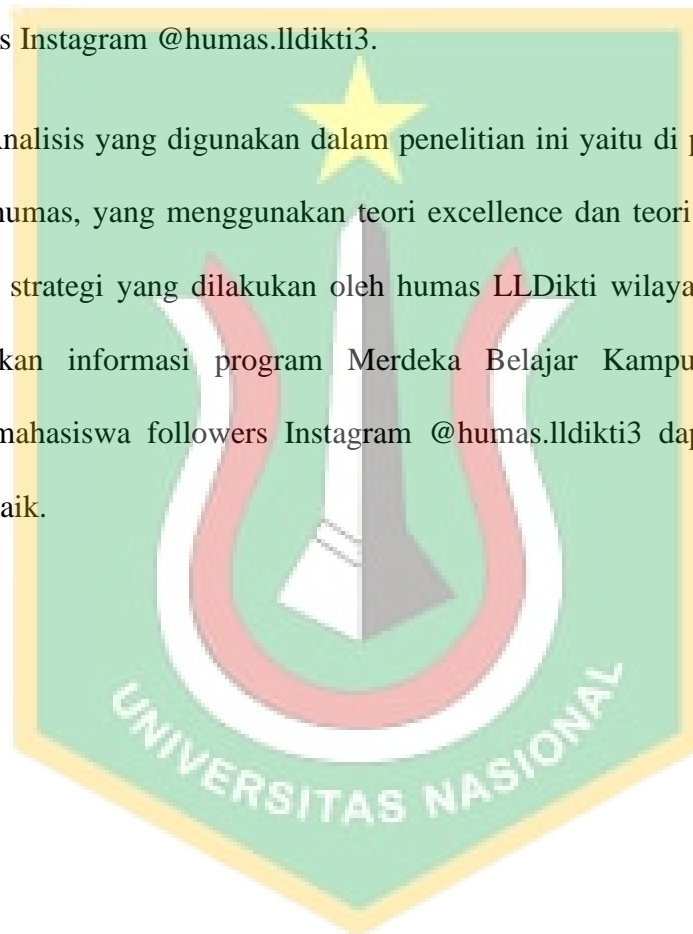 s Instagram @humas.lldikti3.
nalisis yang digunakan dalam penelitian ini yaitu di p
humas, yang menggunakan teori excellence dan teori
strategi yang dilakukan oleh humas LLDikti wilaya
kan informasi program Merdeka Belajar Kampu
mahasiswa followers Instagram @humas.lldikti3 dap
aik.
UNIVERSITAS NASIONAL